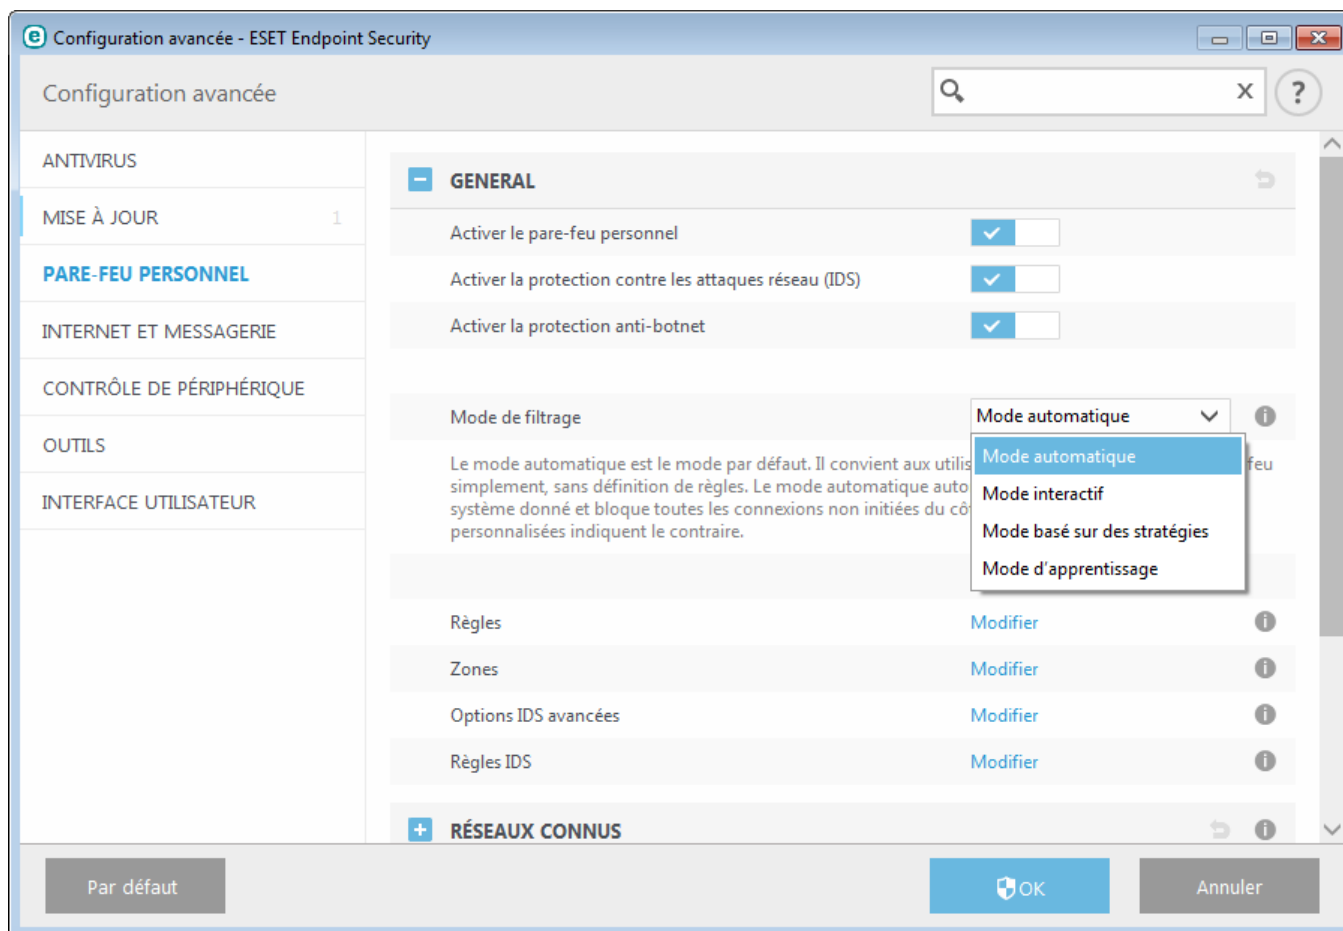 Configuration avancée - ESET Endpoint Security
Configuration avancée
ANTIVIRUS
MISE À JOUR 1
PARE-FEU PERSONNEL
INTERNET ET MESSAGERIE
CONTRÔLE DE PÉRIPHÉRIQUE
OUTILS
INTERFACE UTILISATEUR
GENERAL
Activer le pare-feu personnel
Activer la protection contre les attaques réseau (IDS)
Activer la protection anti-botnet
Mode de filtrage
Mode automatique
Mode automatique
Mode interactif
Mode basé sur des stratégies
Mode d'apprentissage
Le mode automatique est le mode par défaut. Il convient aux feu
simplement, sans définition de règles. Le mode automatique
système donné et bloque toutes les connexions non initiées du
personnalisées indiquent le contraire.
Règles Modifier
Zones Modifier
Options IDS avancées Modifier
Règles IDS Modifier
RÉSEAUX CONNUS
Par défaut
OK
Annuler